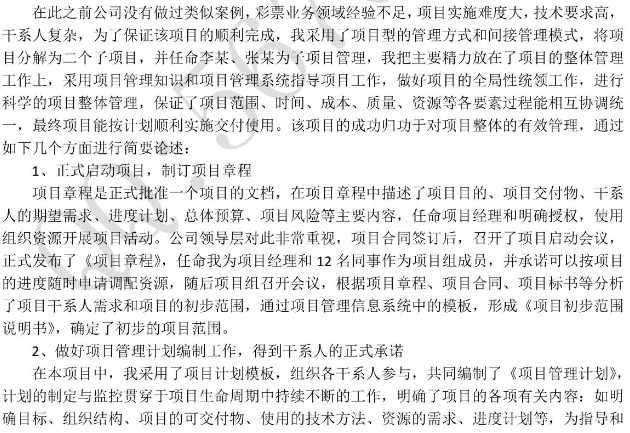 在此之前公司没有做过类似案例,彩票业务领域经验不足,项目实施难度大,技术要求高,
干系人复杂,为了保证该项目的顺利完成,我采用了项目型的管理方式和间接管理模式,将项
目分解为二个子项目,并任命李某、张某为子项目管理,我把主要精力放在了项目的整体管理
工作上,采用项目管理知识和项目管理系统指导项目工作,做好项目的全局性统领工作,进行
科学的项目整体管理,保证了项目范围、时间、成本、质量、资源等各要素过程能相互协调统
一,最终项目能按计划顺利实施交付使用。该项目的成功归功于对项目整体的有效管理,通过
如下几个方面进行简要论述:
1、正式启动项目,制订项目章程
项目章程是正式批准一个项目的文档,在项目章程中描述了项目目的、项目交付物、干系
人的期望需求、进度计划、总体预算、项目风险等主要内容,任命项目经理和明确授权,使用
组织资源开展项目活动。公司领导层对此非常重视,项目合同签订后,召开了项目启动会议,
正式发布了《项目章程》,任命我为项目经理和 12 名同事作为项目组成员,并承诺可以按项目
的进度随时申请调配资源,随后项目组召开会议,根据项目章程、项目合同、项目标书等分析
了项目干系人需求和项目的初步范围,通过项目管理信息系统中的模板,形成《项目初步范围
说明书》,确定了初步的项目范围。
2、做好项目管理计划编制工作,得到干系人的正式承诺
在本项目中,我采用了项目计划模板,组织各干系人参与,共同编制了《项目管理计划》,
计划的制定与监控贯穿于项目生命周期中持续不断的工作,明确了项目的各项有关内容:如明
确目标、组织结构、项目的可交付物、使用的技术方法、资源的需求、进度计划等,为指导和